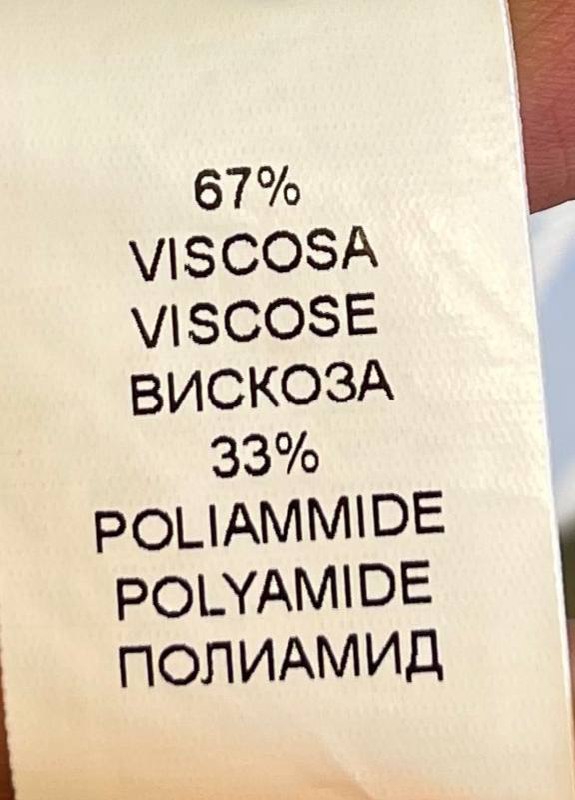 67%
VISCOSA
VISCOSE
ВИСКОЗА
33%
POLIAMMIDE
POLYAMIDE
ПОЛИАМИД